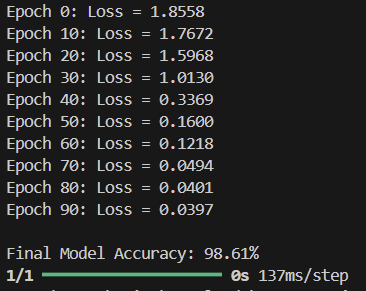 Epoch 0: Loss = 1.8558
Epoch 10: Loss = 1.7672
Epoch 20: Loss = 1.5968
Epoch 30: Loss = 1.0130
Epoch 40: Loss = 0.3369
Epoch 50: Loss = 0.1600
Epoch 60: Loss = 0.1218
Epoch 70: Loss = 0.0494
Epoch 80: Loss = 0.0401
Epoch 90: Loss = 0.0397
Final Model Accuracy: 98.61%
1/1 0s 137ms/step